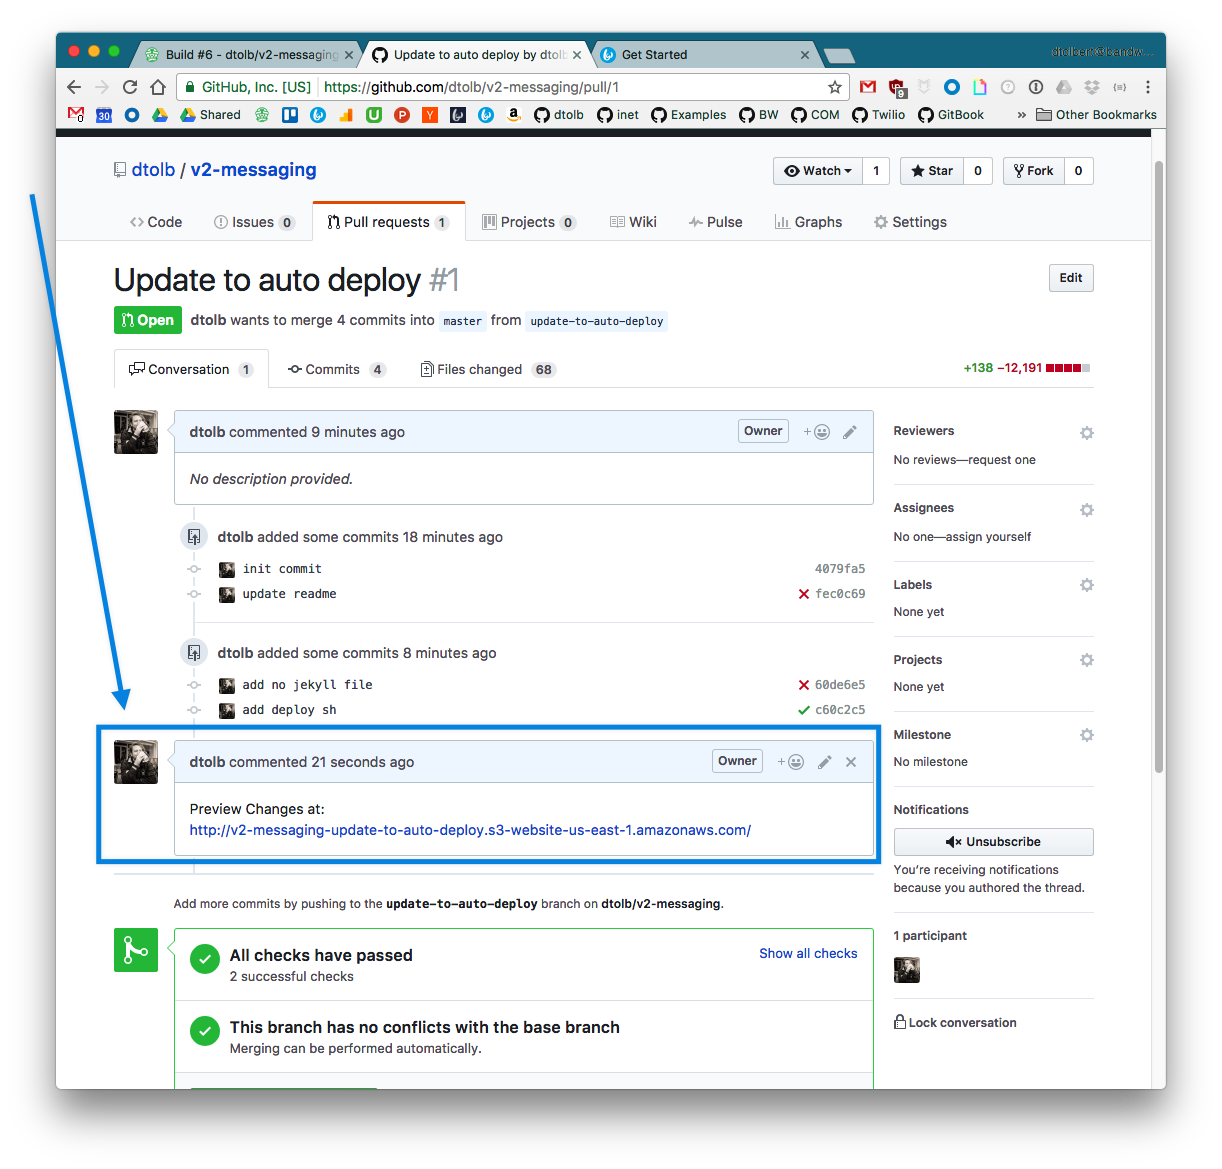 Build #6 - dtolb/v2-messaging
Update to auto deploy by dtolb
Get Started
GitHub, Inc. [US] https://github.com/dtolb/v2-messaging/pull/1
9
0 30 Shared dtolb inet Examples BW COM Twilio GitBook » Other Bookmarks
dtolb / v2-messaging
Watch 1 Star 0 Fork 0
Code Issues 0 Pull requests 1 Projects 0 Wiki Pulse Graphs Settings
Update to auto deploy #1
Edit
Open dtolb wants to merge 4 commits into master from update-to-auto-deploy
Conversation 1 Commits 4 Files changed 68
+138 −12,191
dtolb commented 9 minutes ago
Owner
No description provided.
dtolb added some commits 18 minutes ago
init commit 4079fa5
update readme fec0c69
dtolb added some commits 8 minutes ago
add no jekyll file 60de6e5
add deploy sh c60c2c5
dtolb commented 21 seconds ago
Owner
Preview Changes at:
http://v2-messaging-update-to-auto-deploy.s3-website-us-east-1.amazonaws.com/
Add more commits by pushing to the update-to-auto-deploy branch on dtolb/v2-messaging.
All checks have passed
Show all checks
2 successful checks
This branch has no conflicts with the base branch
Merging can be performed automatically.
Reviewers
No reviews—request one
Assignees
No one—assign yourself
Labels
None yet
Projects
None yet
Milestone
No milestone
Notifications
Unsubscribe
You’re receiving notifications
because you authored the thread.
1 participant
Lock conversation